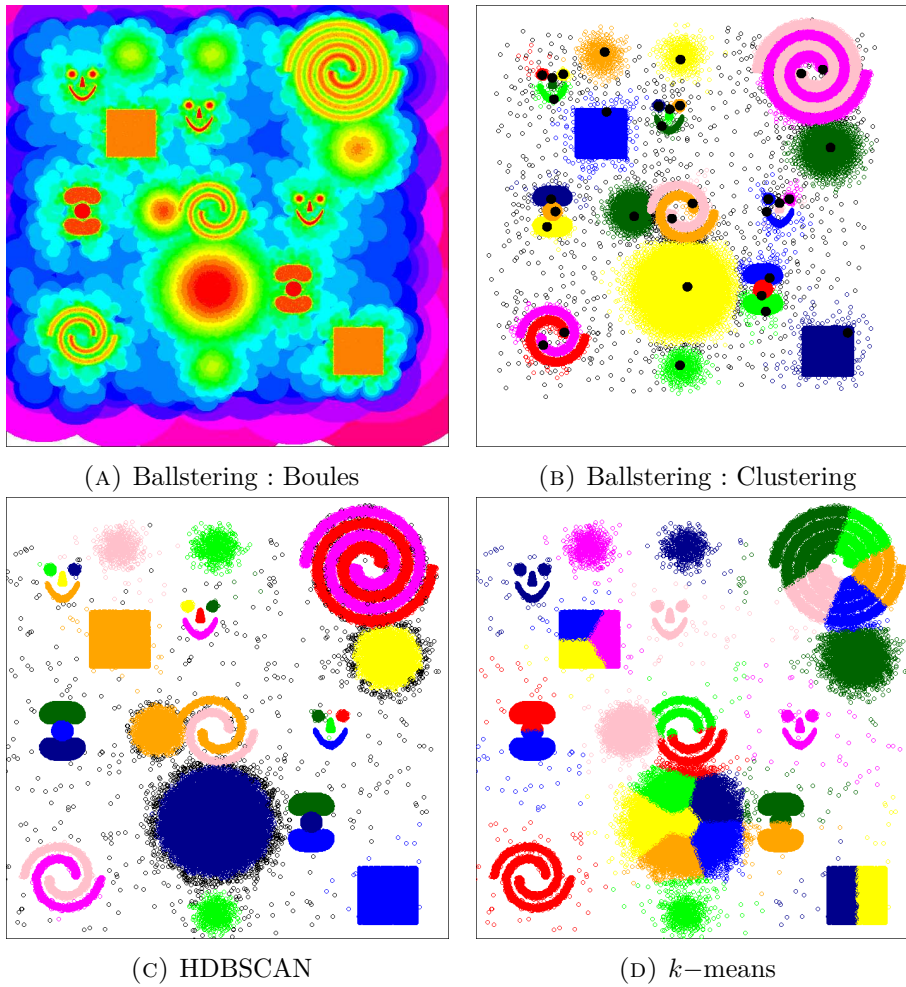 (A) Ballstering : Boules
(B) Ballstering : Clustering
(C) HDBSCAN
(D) k−means